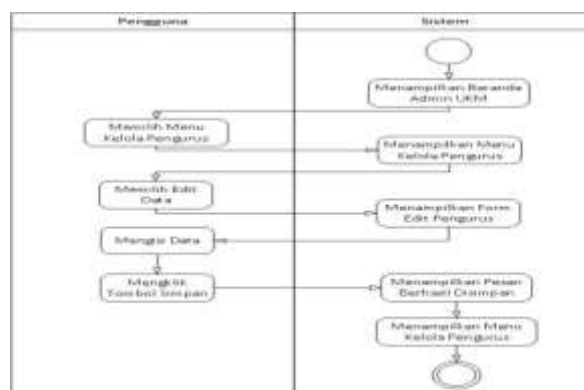 Pengguna
Sistem
Menampilkan Beranda
Admin UKM
Memilih Menu
Kelola Pengurus
Menampilkan Menu
Kelola Pengurus
Memilih Edit
Data
Menampilkan Form
Edit Pengurus
Mengisi Data
Mengklik
Tombol Simpan
Menampilkan Pesan
Berhasil Disimpan
Menampilkan Menu
Kelola Pengurus